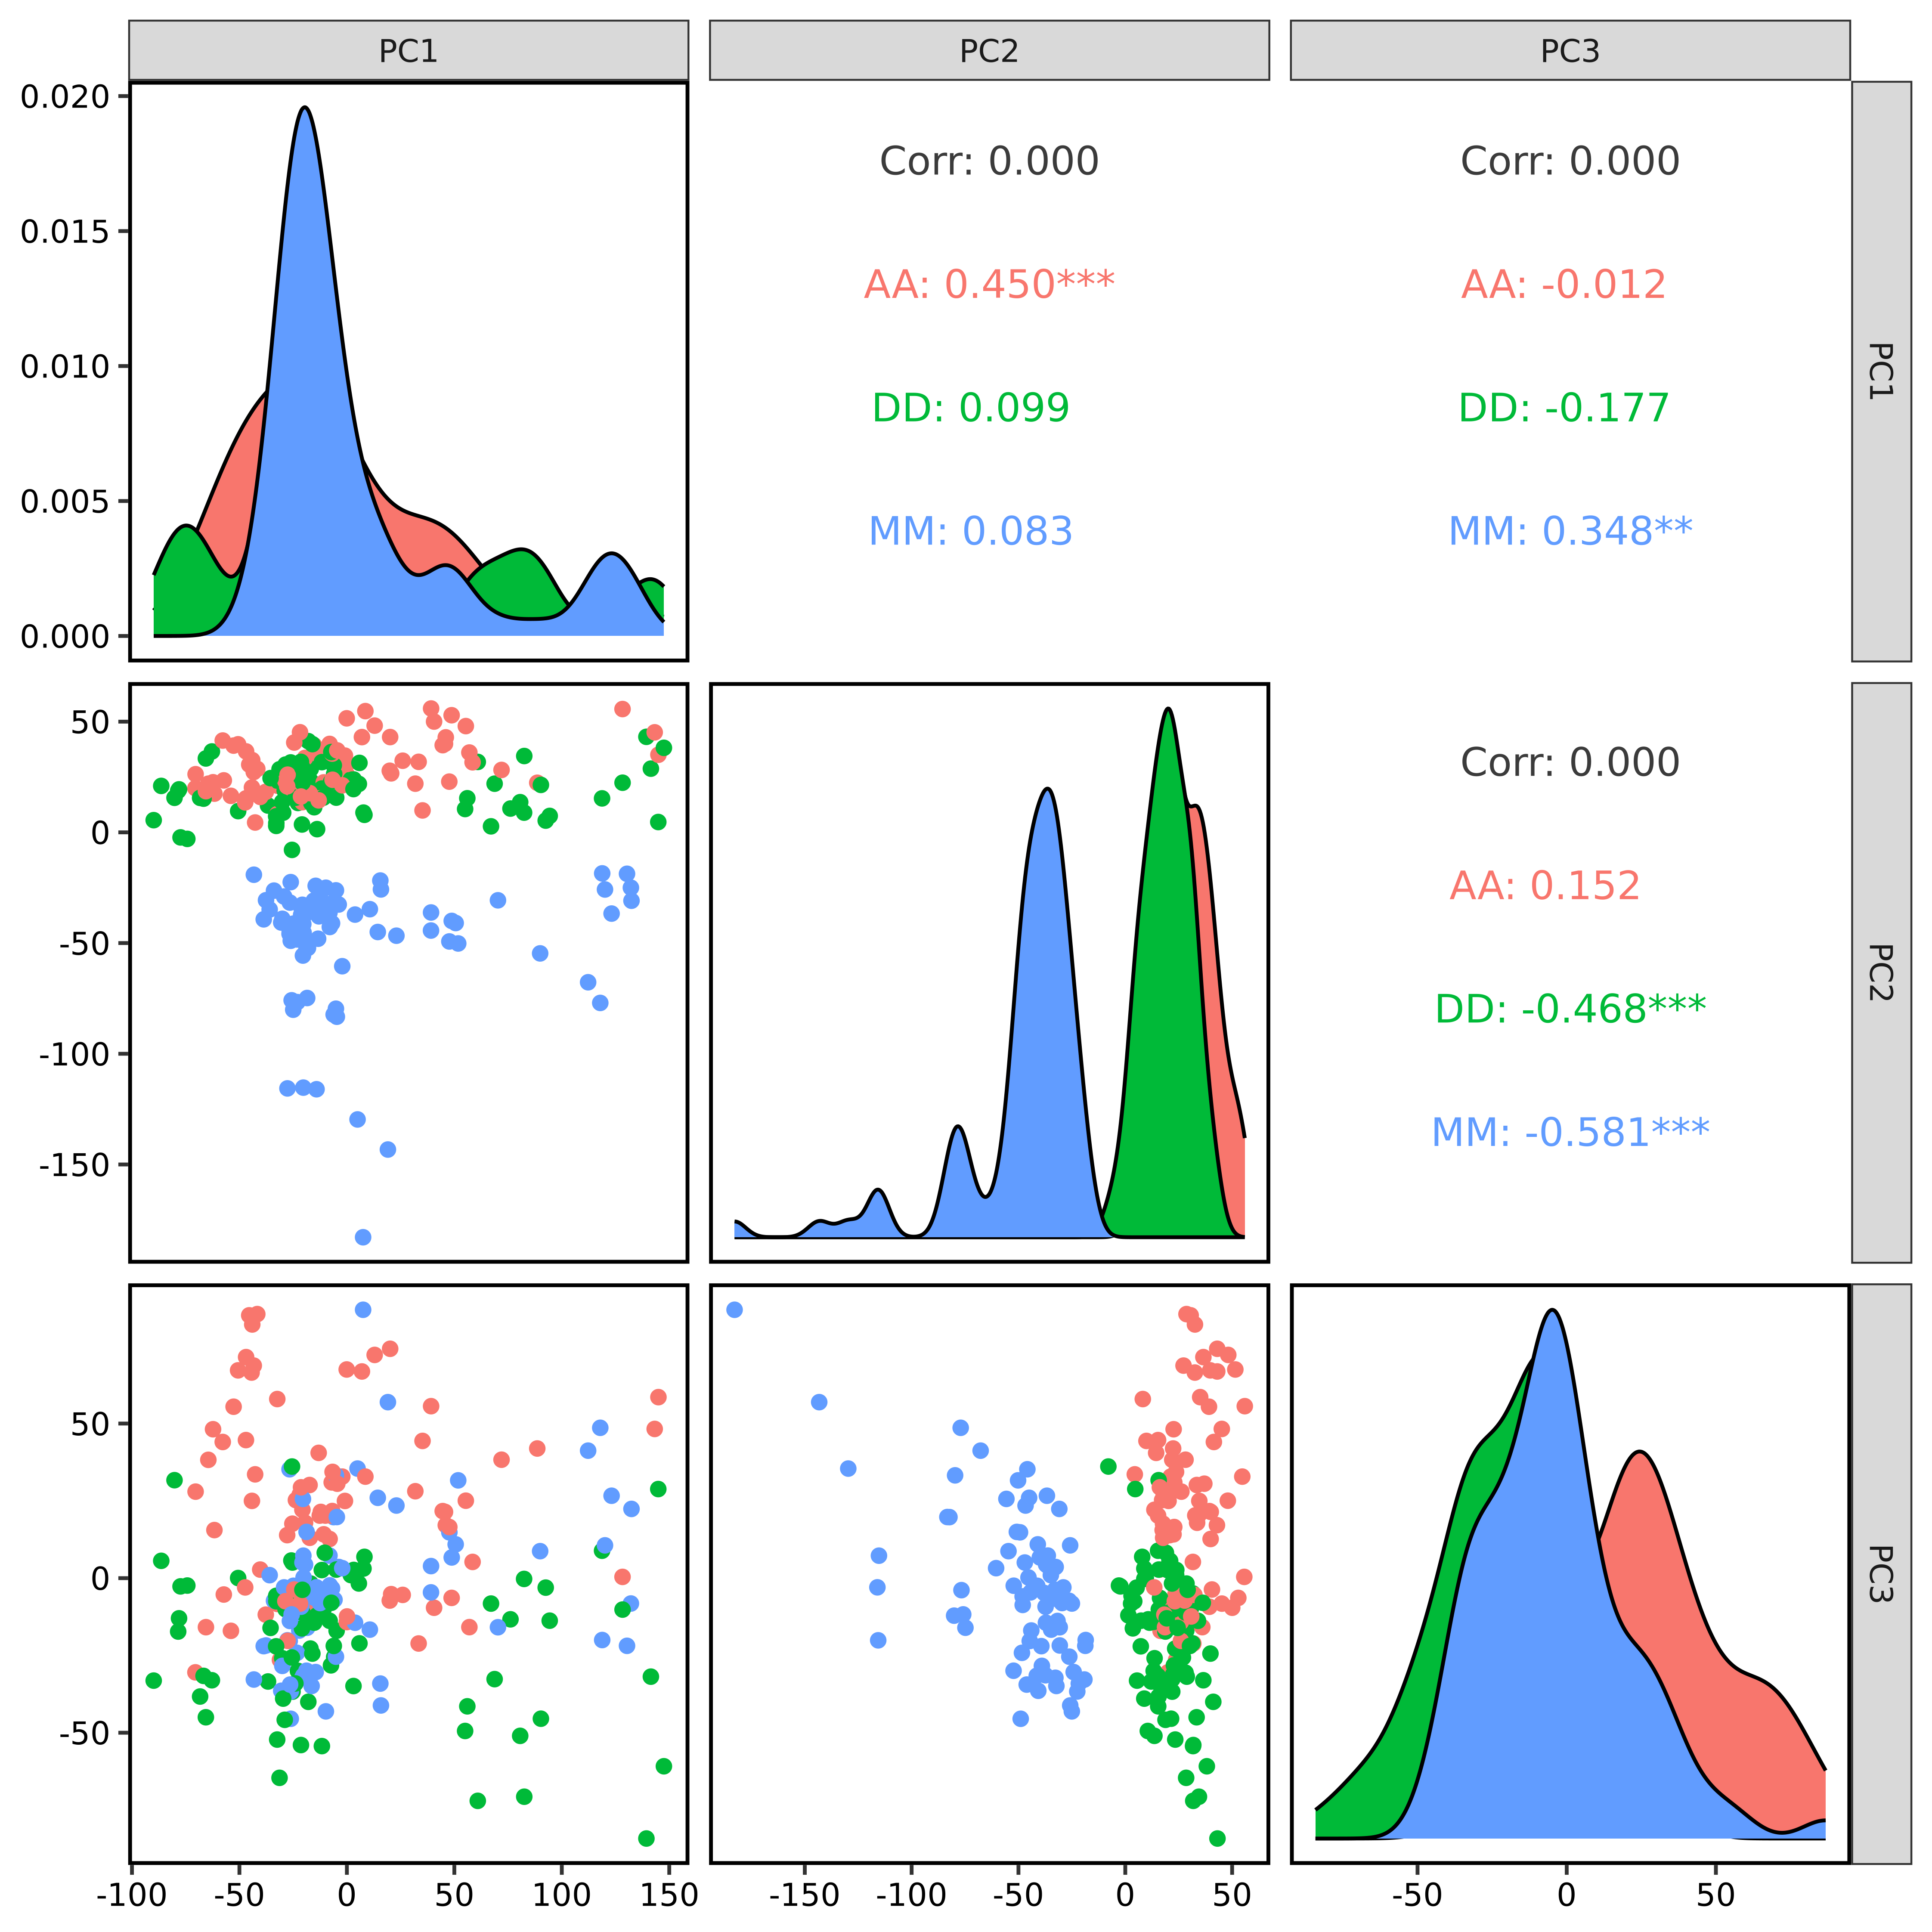 PC1 PC2 PC3
0.020
0.015
0.010
0.005
0.000
Corr: 0.000
AA: 0.450***
DD: 0.099
MM: 0.083
Corr: 0.000
AA: -0.012
DD: -0.177
MM: 0.348**
PC1
50
0
-50
-100
-150
Corr: 0.000
AA: 0.152
DD: -0.468***
MM: -0.581***
PC2
50
0
-50
PC3
-100 -50 0 50 100 150
-150 -100 -50 0 50
-50 0 50